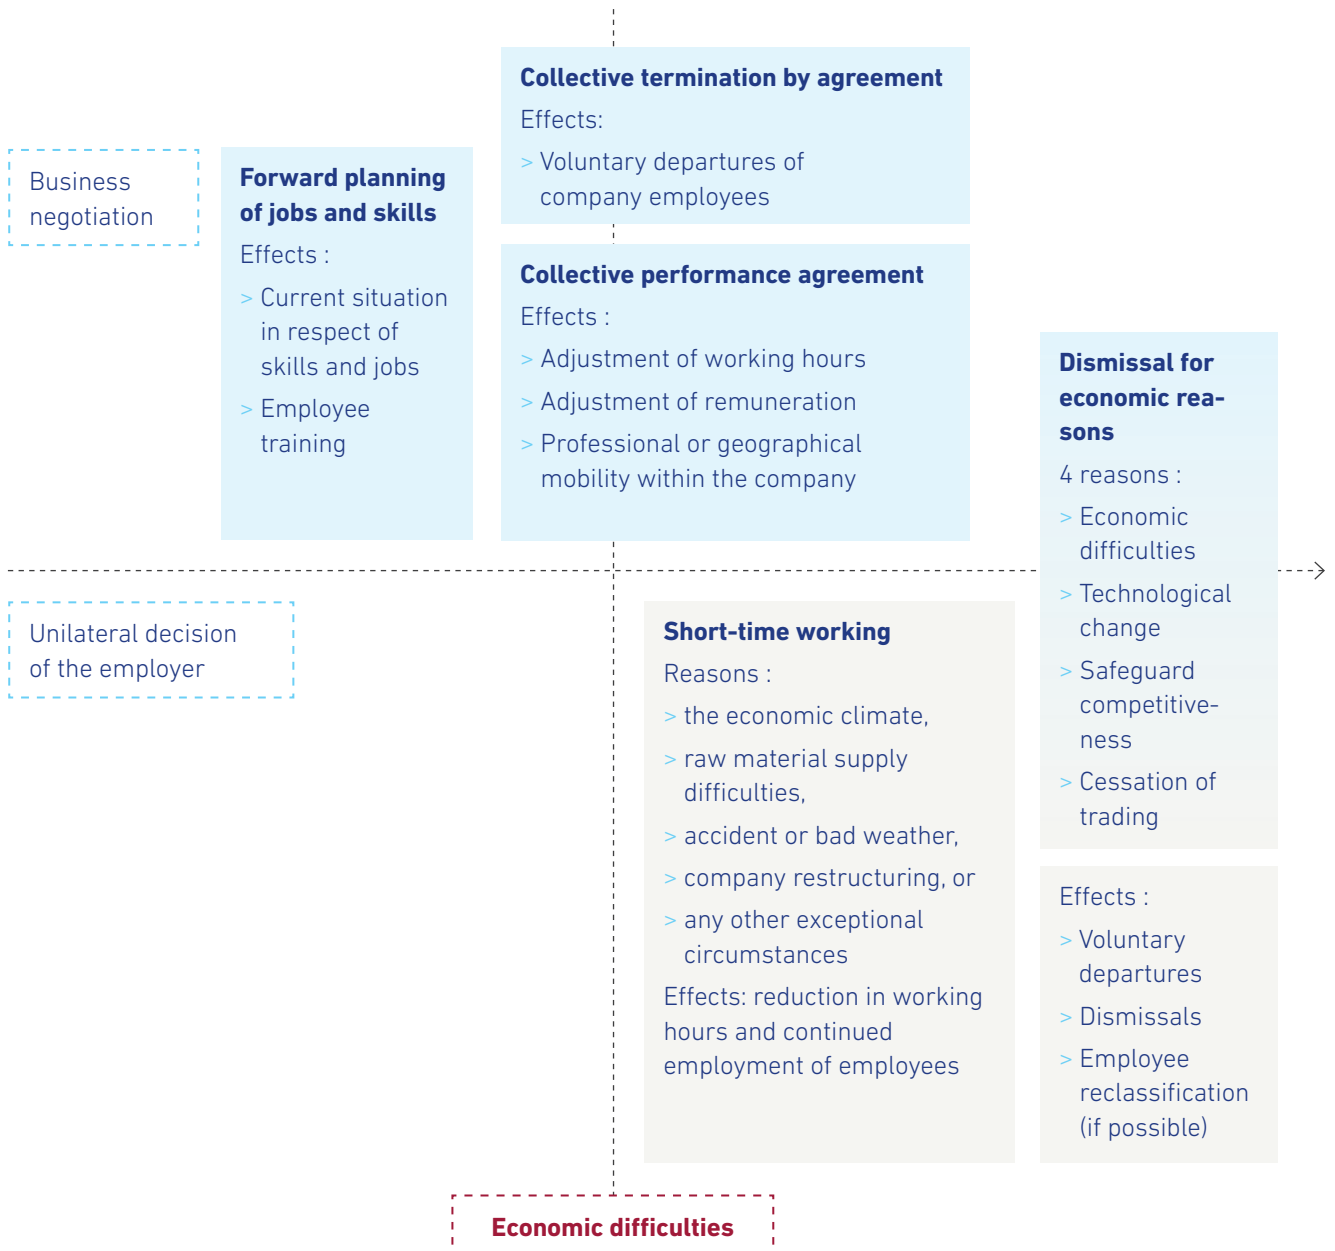 Business
negotiation
Forward planning
of jobs and skills
Effects :
> Current situation
in respect of
skills and jobs
> Employee
training
Collective termination by agreement
Effects:
> Voluntary departures of
company employees
Collective performance agreement
Effects :
> Adjustment of working hours
> Adjustment of remuneration
> Professional or geographical
mobility within the company
Dismissal for
economic rea-
sons
4 reasons :
> Economic
difficulties
> Technological
change
> Safeguard
competitive-
ness
> Cessation of
trading
Unilateral decision
of the employer
Short-time working
Reasons :
> the economic climate,
> raw material supply
difficulties,
> accident or bad weather,
> company restructuring, or
> any other exceptional
circumstances
Effects: reduction in working
hours and continued
employment of employees
Effects :
> Voluntary
departures
> Dismissals
> Employee
reclassification
(if possible)
Economic difficulties